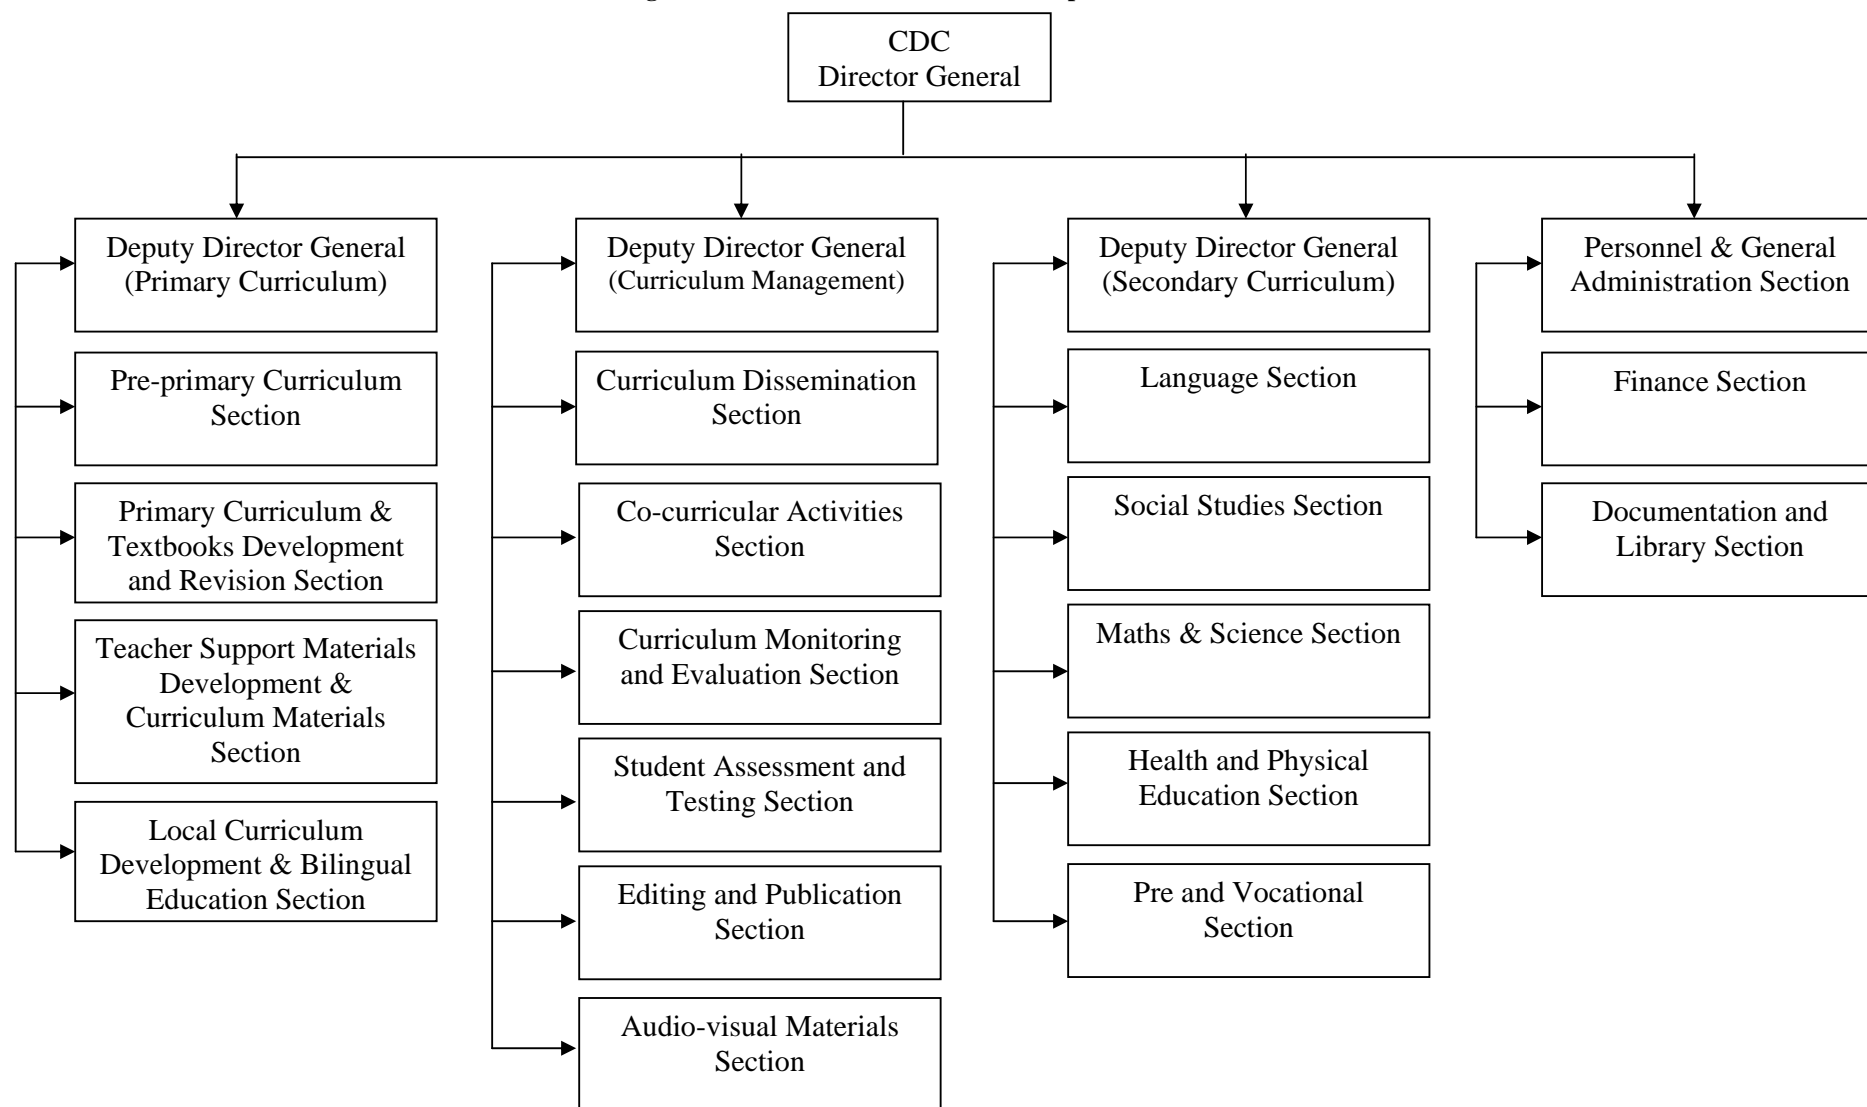 CDC
Director General
Deputy Director General
(Primary Curriculum)
Pre-primary Curriculum
Section
Primary Curriculum &
Textbooks Development
and Revision Section
Teacher Support Materials
Development &
Curriculum Materials
Section
Local Curriculum
Development & Bilingual
Education Section
Deputy Director General
(Curriculum Management)
Curriculum Dissemination
Section
Co-curricular Activities
Section
Curriculum Monitoring
and Evaluation Section
Student Assessment and
Testing Section
Editing and Publication
Section
Audio-visual Materials
Section
Deputy Director General
(Secondary Curriculum)
Language Section
Social Studies Section
Maths & Science Section
Health and Physical
Education Section
Pre and Vocational
Section
Personnel & General
Administration Section
Finance Section
Documentation and
Library Section